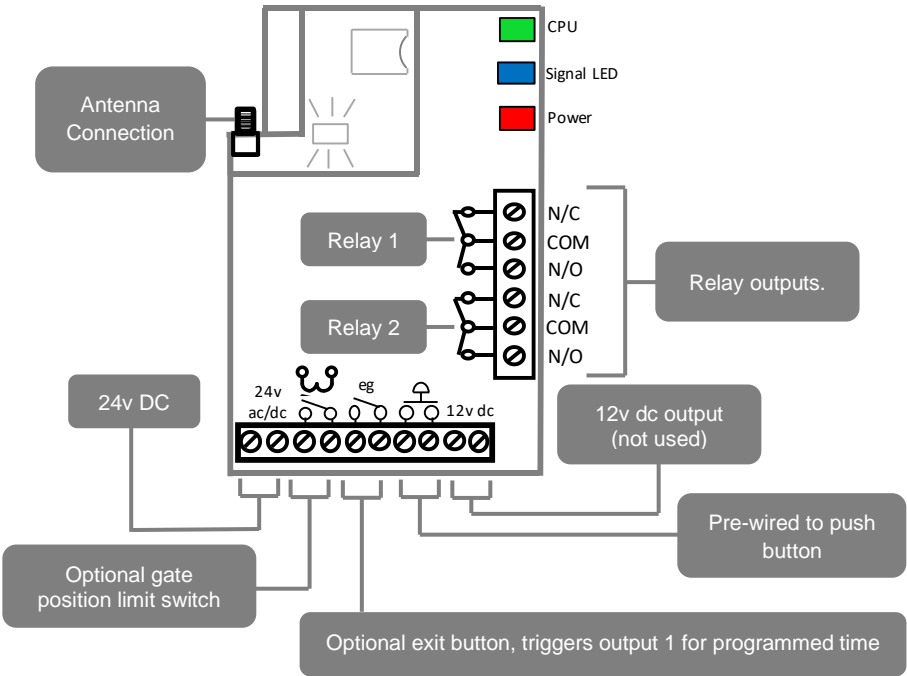 CPU
Signal LED
Power
Antenna
Connection
N/C
COM
N/O
N/C
COM
N/O
Relay 1
Relay 2
Relay outputs.
24v
ac/dc
eg
12v dc
24v DC
12v dc output
(not used)
Pre-wired to push
button
Optional gate
position limit switch
Optional exit button, triggers output 1 for programmed time